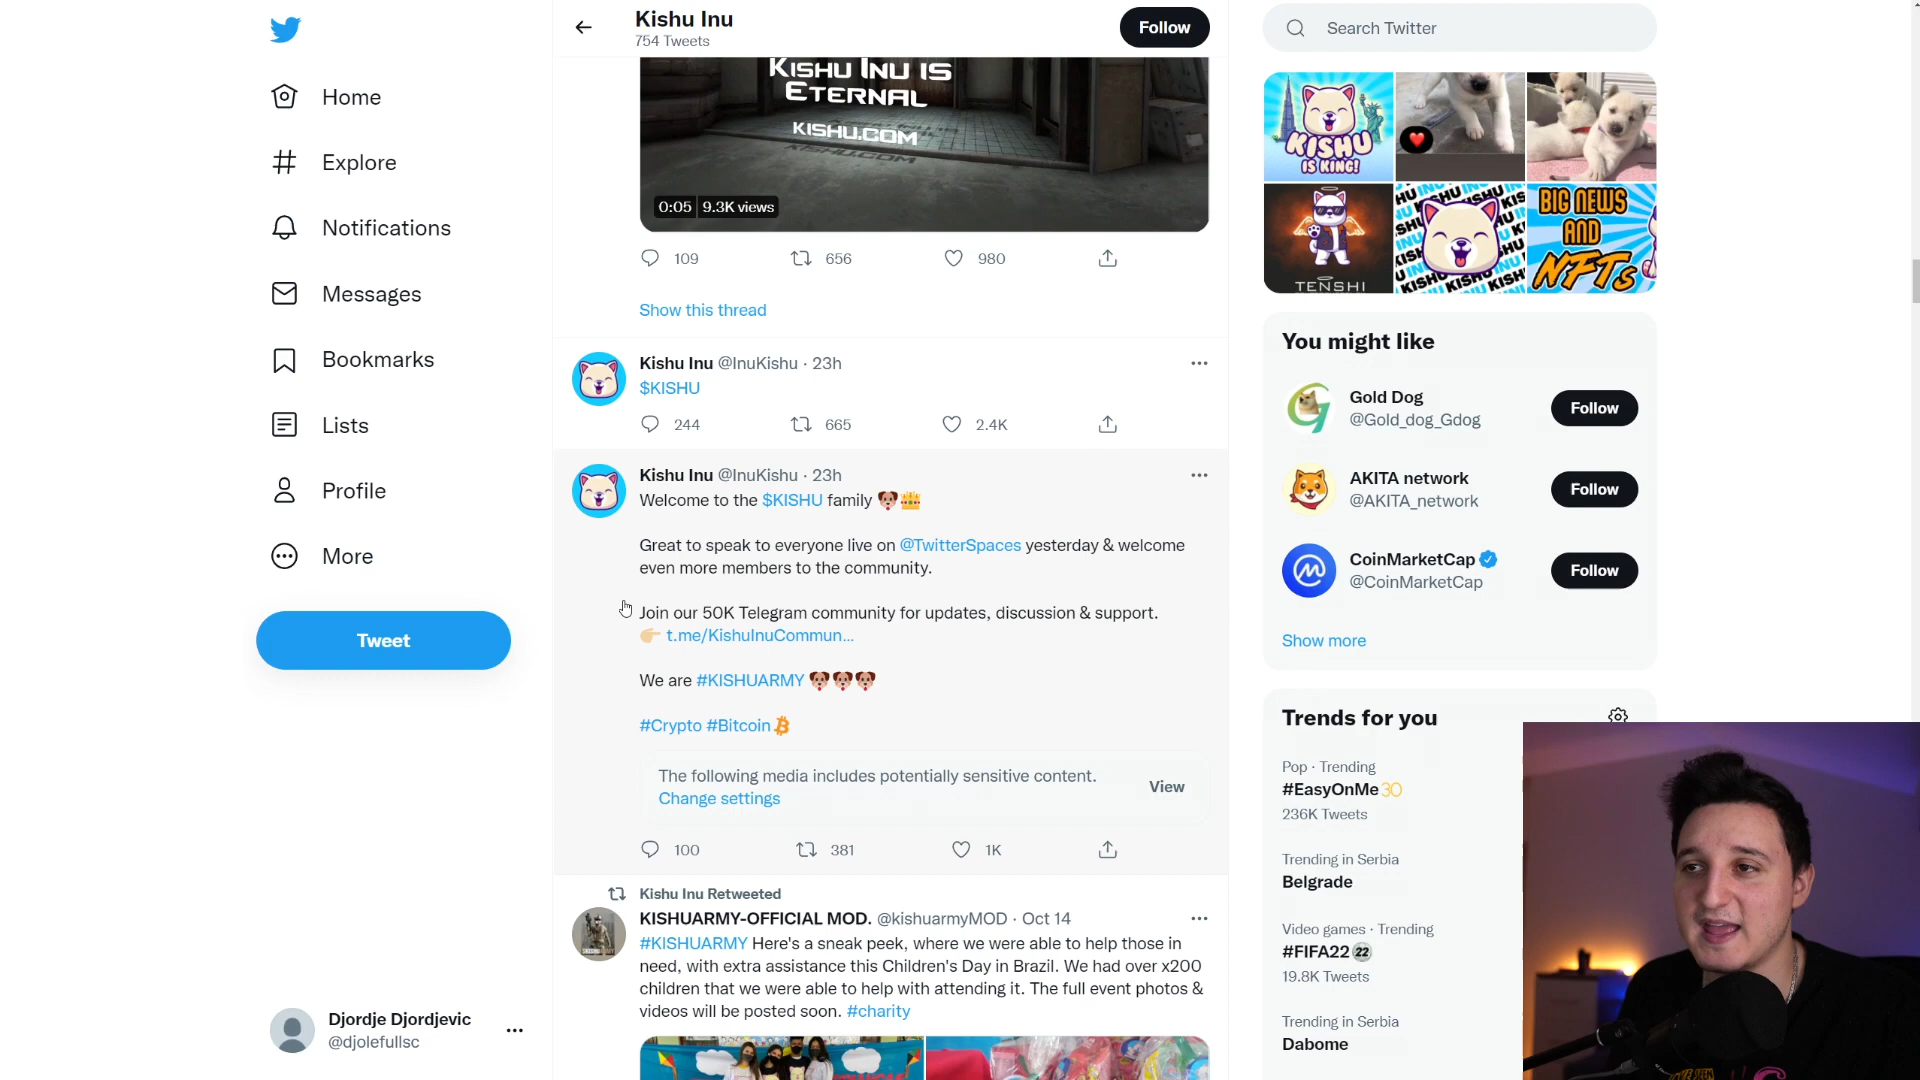 Home
Explore
Notifications
Messages
Bookmarks
Lists
Profile
More
Tweet
Djordje Djordjevic
@djolefullsc
Kishu Inu
754 Tweets
Follow
KISHU INU IS
ETERNAL
KISHU.COM
0:05 9.3K views
109 656 980
Show this thread
Kishu Inu @InuKishu · 23h
$KISHU
244 665 2.4K
Kishu Inu @InuKishu · 23h
Welcome to the $KISHU family
Great to speak to everyone live on @TwitterSpaces yesterday & welcome
even more members to the community.
Join our 50K Telegram community for updates, discussion & support.
t.me/KishuInuCommun...
We are #KISHUARMY
#Crypto #Bitcoin
The following media includes potentially sensitive content.
Change settings
View
100 381 1K
Kishu Inu Retweeted
KISHUARMY-OFFICIAL MOD. @kishuarmyMOD · Oct 14
#KISHUARMY Here's a sneak peek, where we were able to help those in
need, with extra assistance this Children's Day in Brazil. We had over x200
children that we were able to help with attending it. The full event photos &
videos will be posted soon. #charity
Search Twitter
KISHU
IS KING!
TENSHI
BIG NEWS
AND
NFTs
You might like
Gold Dog
@Gold_dog_Gdog
Follow
AKITA network
@AKITA_network
Follow
CoinMarketCap
@CoinMarketCap
Follow
Show more
Trends for you
Pop · Trending
#EasyOnMe
236K Tweets
Trending in Serbia
Belgrade
Video games · Trending
#FIFA22
19.8K Tweets
Trending in Serbia
Dabome